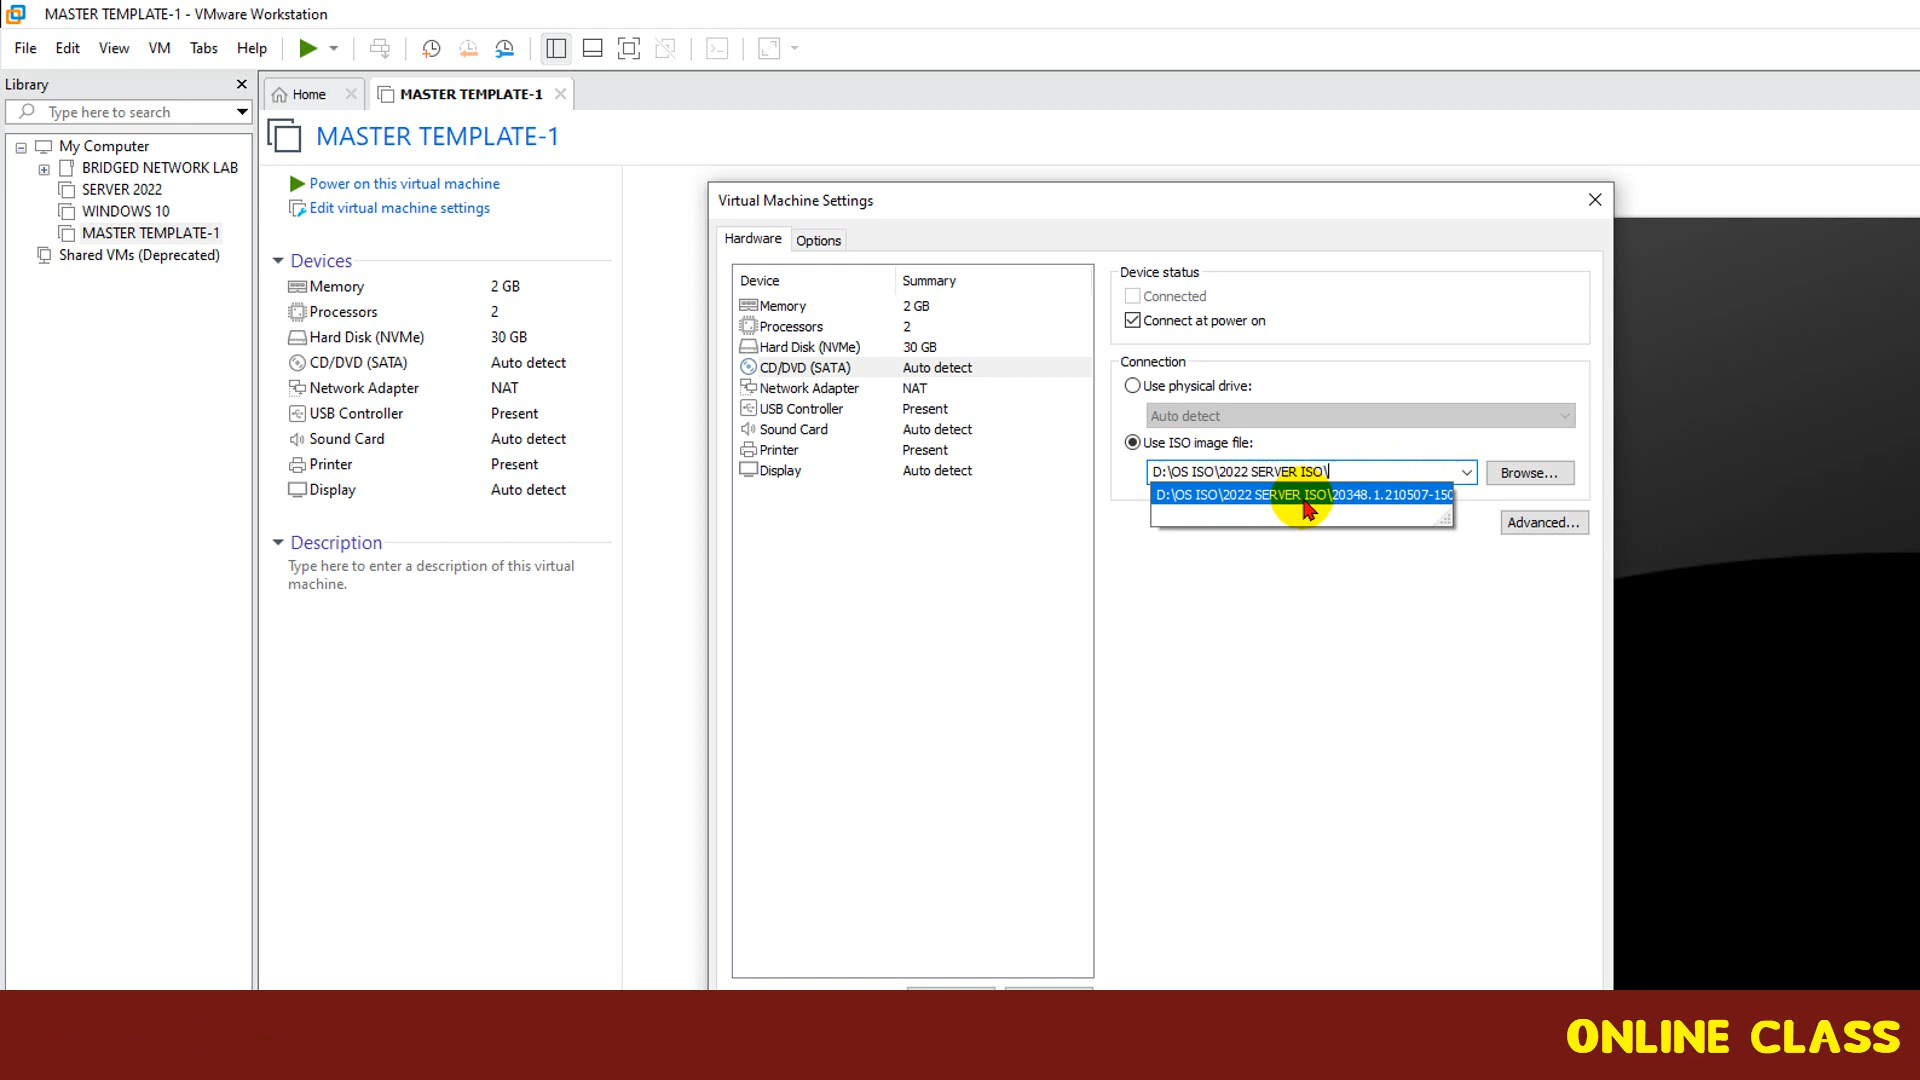 MASTER TEMPLATE-1 - VMware Workstation
File Edit View VM Tabs Help
Library
Type here to search
My Computer
BRIDGED NETWORK LAB
SERVER 2022
WINDOWS 10
MASTER TEMPLATE-1
Shared VMs (Deprecated)
Home
MASTER TEMPLATE-1
MASTER TEMPLATE-1
Power on this virtual machine
Edit virtual machine settings
Devices
Memory 2 GB
Processors 2
Hard Disk (NVMe) 30 GB
CD/DVD (SATA) Auto detect
Network Adapter NAT
USB Controller Present
Sound Card Auto detect
Printer Present
Display Auto detect
Description
Type here to enter a description of this virtual
machine.
Virtual Machine Settings
Hardware Options
Device Summary
Memory 2 GB
Processors 2
Hard Disk (NVMe) 30 GB
CD/DVD (SATA) Auto detect
Network Adapter NAT
USB Controller Present
Sound Card Auto detect
Printer Present
Display Auto detect
Device status
Connected
Connect at power on
Connection
Use physical drive:
Auto detect
Use ISO image file:
D:\OS ISO\2022 SERVER ISO\
Browse...
D:\OS ISO\2022 SERVER ISO\20348.1.210507-150
Advanced...
ONLINE CLASS